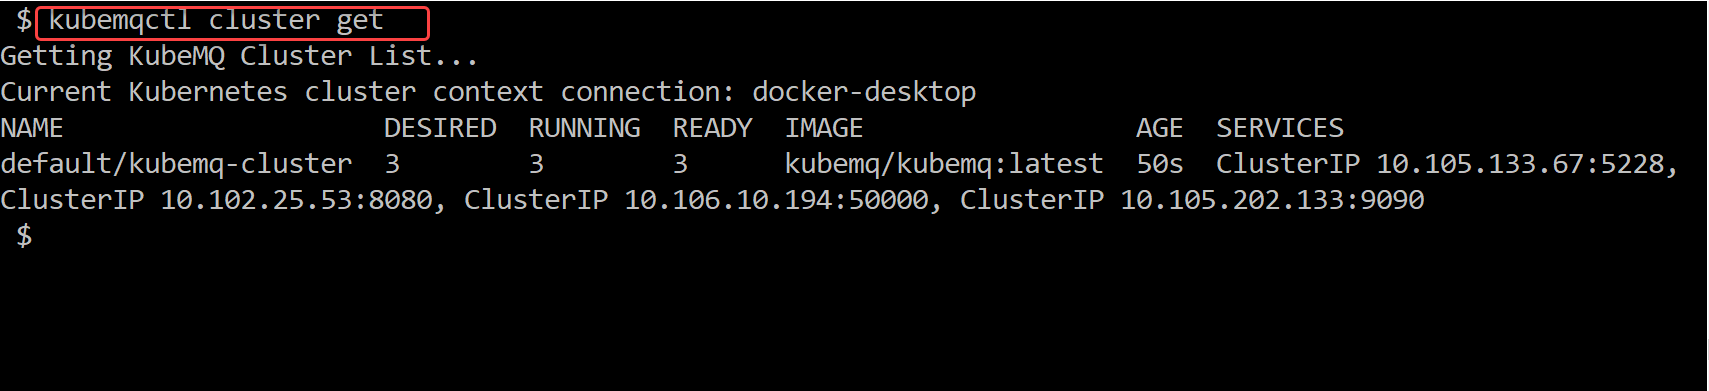 $ kubemqctl cluster get
Getting KubeMQ Cluster List...
Current Kubernetes cluster context connection: docker-desktop
NAME                    DESIRED  RUNNING  READY  IMAGE                 AGE  SERVICES
default/kubemq-cluster  3        3        3      kubemq/kubemq:latest  50s  ClusterIP 10.105.133.67:5228,
ClusterIP 10.102.25.53:8080, ClusterIP 10.106.10.194:50000, ClusterIP 10.105.202.133:9090
$